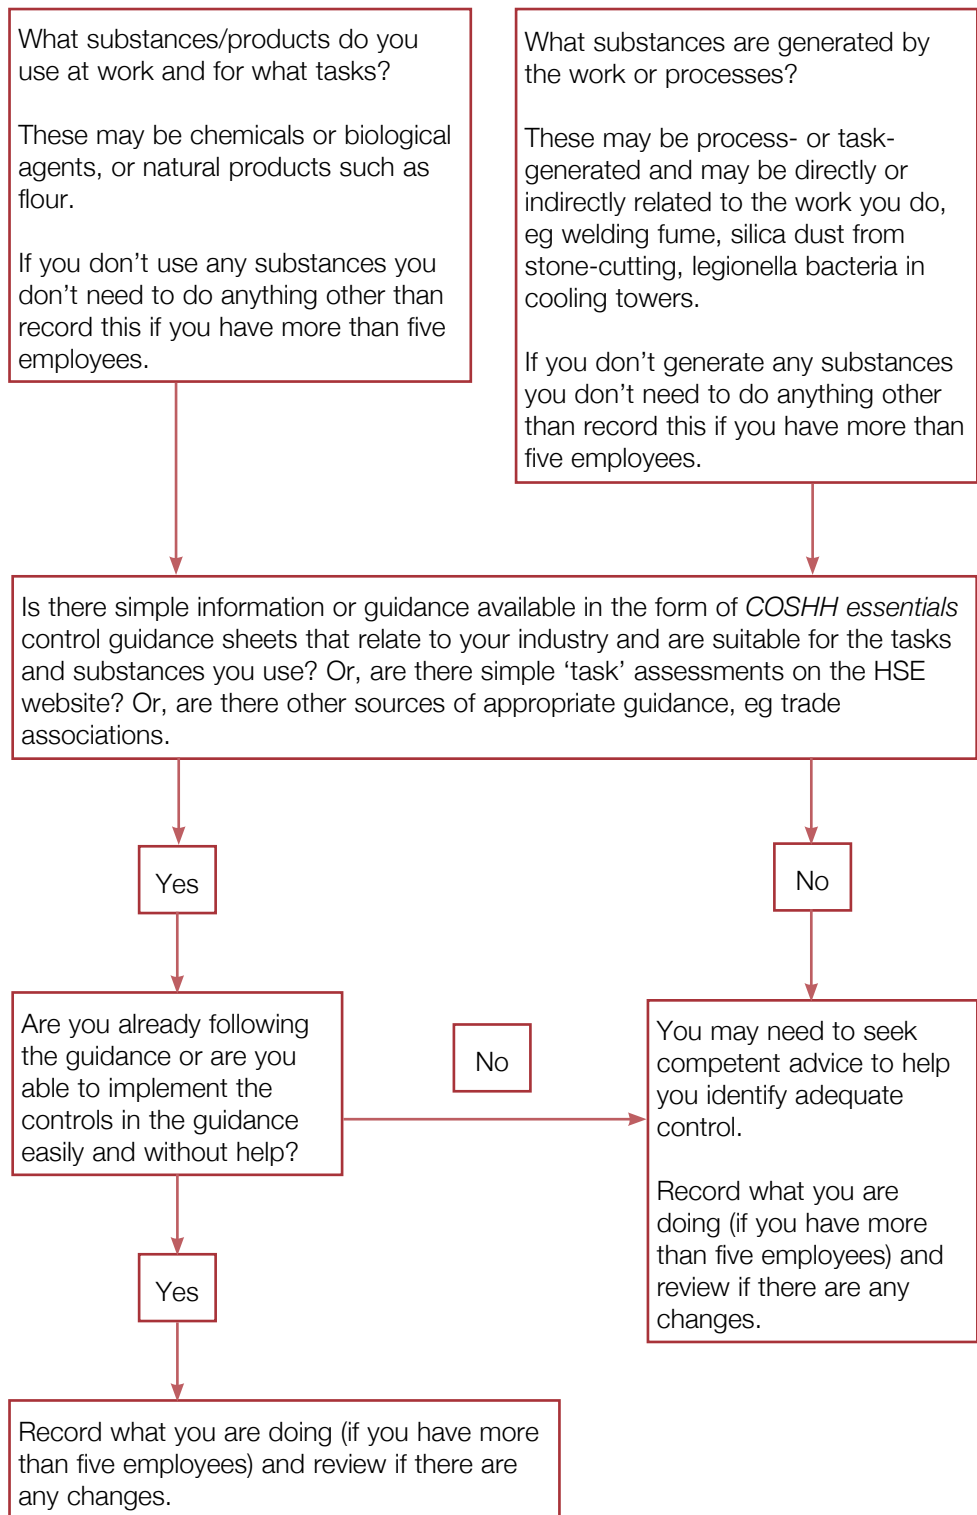 What substances/products do you
use at work and for what tasks?
These may be chemicals or biological
agents, or natural products such as
flour.
If you don’t use any substances you
don’t need to do anything other than
record this if you have more than five
employees.
What substances are generated by
the work or processes?
These may be process- or task-
generated and may be directly or
indirectly related to the work you do,
eg welding fume, silica dust from
stone-cutting, legionella bacteria in
cooling towers.
If you don’t generate any substances
you don’t need to do anything other
than record this if you have more than
five employees.
Is there simple information or guidance available in the form of COSHH essentials
control guidance sheets that relate to your industry and are suitable for the tasks
and substances you use? Or, are there simple ‘task’ assessments on the HSE
website? Or, are there other sources of appropriate guidance, eg trade
associations.
Yes
No
Are you already following
the guidance or are you
able to implement the
controls in the guidance
easily and without help?
No
You may need to seek
competent advice to help
you identify adequate
control.
Record what you are
doing (if you have more
than five employees) and
review if there are any
changes.
Yes
Record what you are doing (if you have more
than five employees) and review if there are
any changes.